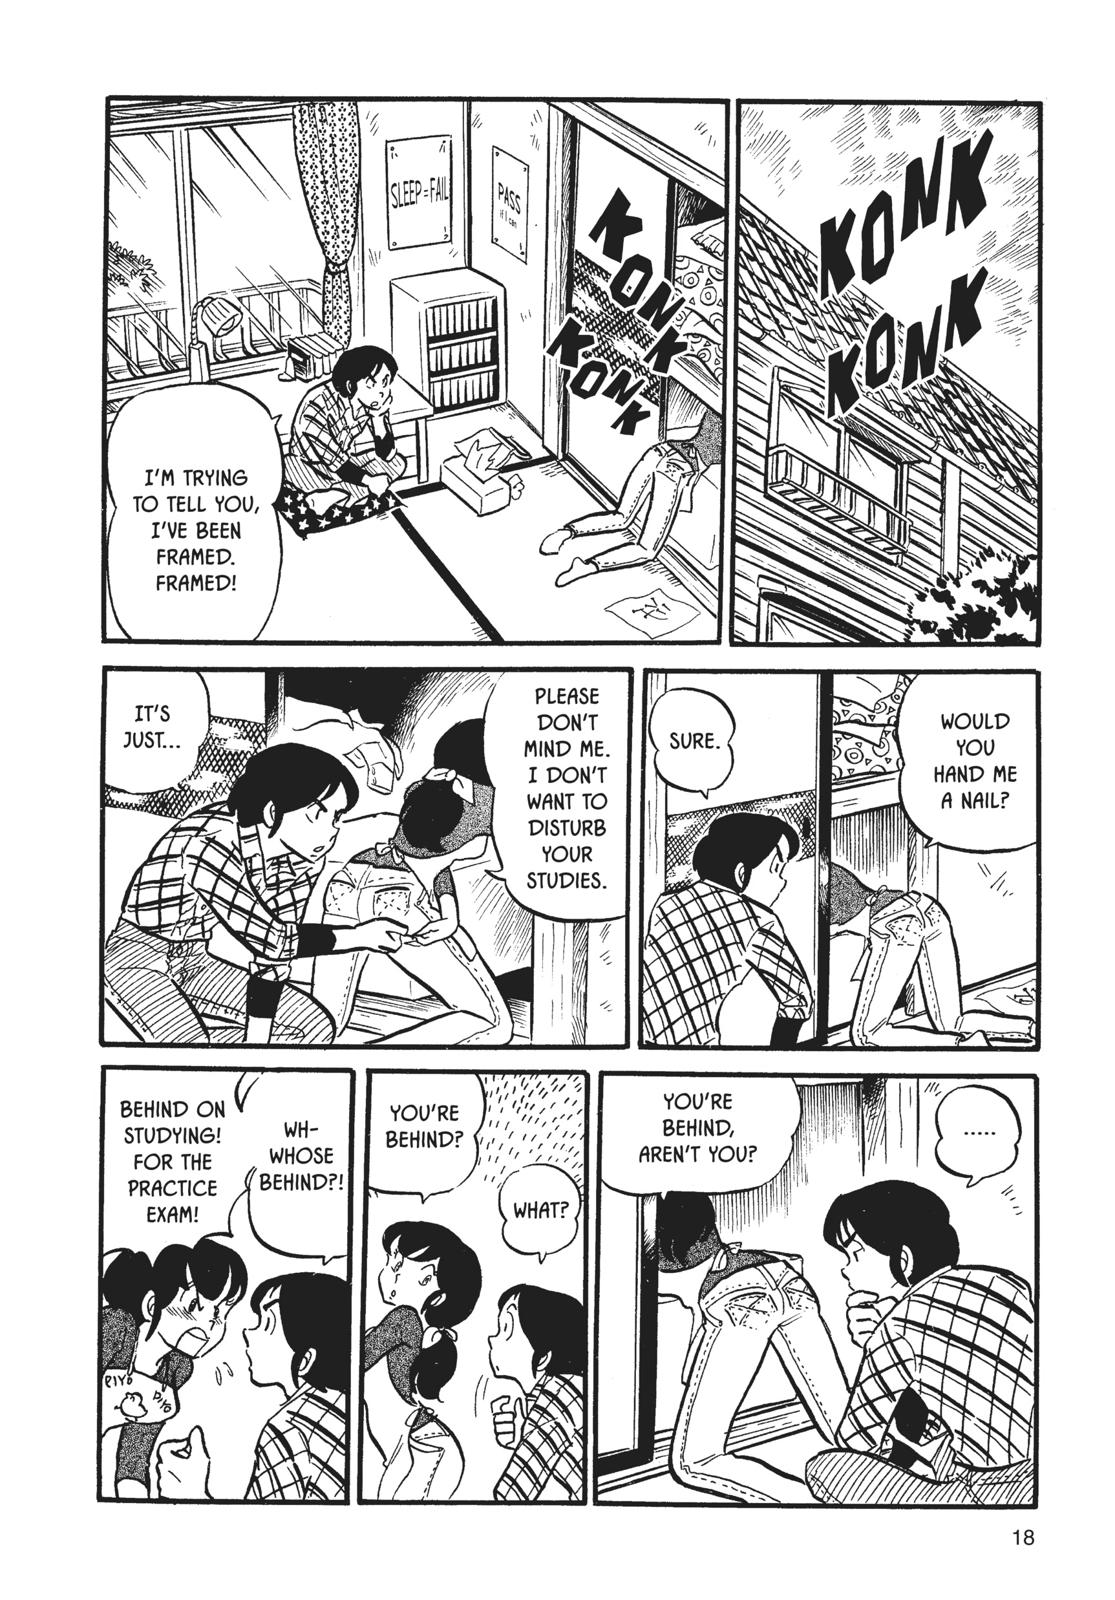 KONK
KONK
SLEEP-FAIL
PASS
if I can
KONK
KONK
I'M TRYING
TO TELL YOU,
I'VE BEEN
FRAMED.
FRAMED!
WOULD
YOU
HAND ME
A NAIL?
SURE.
PLEASE
DON'T
MIND ME.
I DON'T
WANT TO
DISTURB
YOUR
STUDIES.
IT'S
JUST...
.....
YOU'RE
BEHIND,
AREN'T YOU?
WHAT?
YOU'RE
BEHIND?
WH-
WHOSE
BEHIND?!
BEHIND ON
STUDYING!
FOR THE
PRACTICE
EXAM!
PIYO
PIYO
18